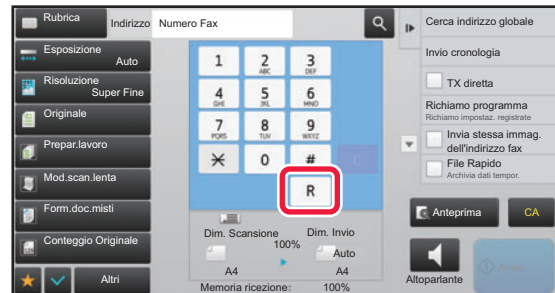 Rubrica
Indirizzo
Numero Fax
Esposizione
Auto
Risoluzione
Super Fine
Originale
Prepar.lavoro
Mod.scan.lenta
Form.doc.misti
Conteggio Originale
Altri
1
2
ABC
3
DEF
4
GHI
5
JKL
6
MNO
7
PQRS
8
TUV
9
WXYZ
0
#
C
R
Dim. Scansione
Dim. Invio
100%
Auto
A4
A4
Memoria ricezione:
100%
Cerca indirizzo globale
Invio cronologia
TX diretta
Richiamo programma
Richiamo impostaz. registrate
Invia stessa immag.
dell'indirizzo fax
File Rapido
Archivia dati tempor.
Anteprima
CA
Altoparlante
Avvio